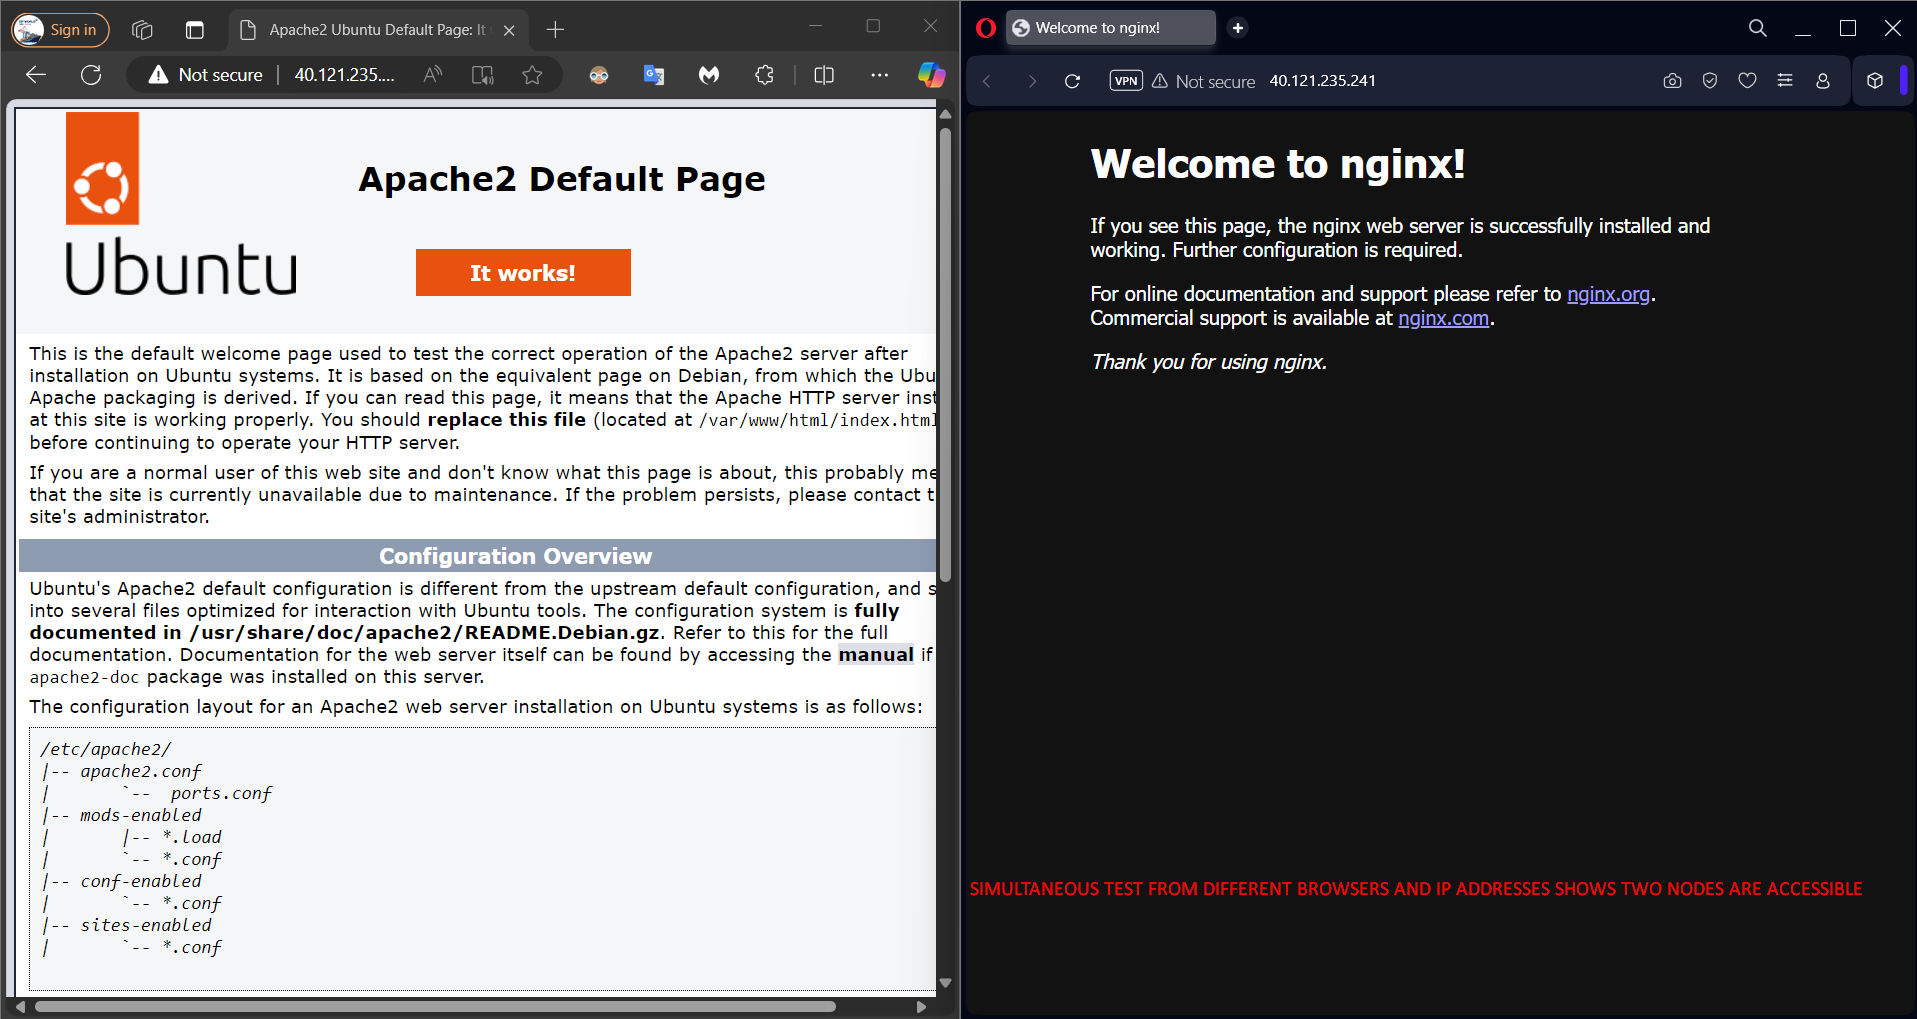 Sign in
Apache2 Ubuntu Default Page: It
Not secure
40.121.235....
Apache2 Default Page
Ubuntu
It works!
This is the default welcome page used to test the correct operation of the Apache2 server after
installation on Ubuntu systems. It is based on the equivalent page on Debian, from which the Ubu
Apache packaging is derived. If you can read this page, it means that the Apache HTTP server inst
at this site is working properly. You should replace this file (located at /var/www/html/index.html
before continuing to operate your HTTP server.
If you are a normal user of this web site and don't know what this page is about, this probably me
that the site is currently unavailable due to maintenance. If the problem persists, please contact t
site's administrator.
Configuration Overview
Ubuntu's Apache2 default configuration is different from the upstream default configuration, and s
into several files optimized for interaction with Ubuntu tools. The configuration system is fully
documented in /usr/share/doc/apache2/README.Debian.gz. Refer to this for the full
documentation. Documentation for the web server itself can be found by accessing the manual if
apache2-doc package was installed on this server.
The configuration layout for an Apache2 web server installation on Ubuntu systems is as follows:
/etc/apache2/
|-- apache2.conf
|       `--  ports.conf
|-- mods-enabled
|       |-- *.load
|       `-- *.conf
|-- conf-enabled
|       `-- *.conf
|-- sites-enabled
|       `-- *.conf
Welcome to nginx!
VPN
Not secure
40.121.235.241
Welcome to nginx!
If you see this page, the nginx web server is successfully installed and
working. Further configuration is required.
For online documentation and support please refer to nginx.org.
Commercial support is available at nginx.com.
Thank you for using nginx.
SIMULTANEOUS TEST FROM DIFFERENT BROWSERS AND IP ADDRESSES SHOWS TWO NODES ARE ACCESSIBLE